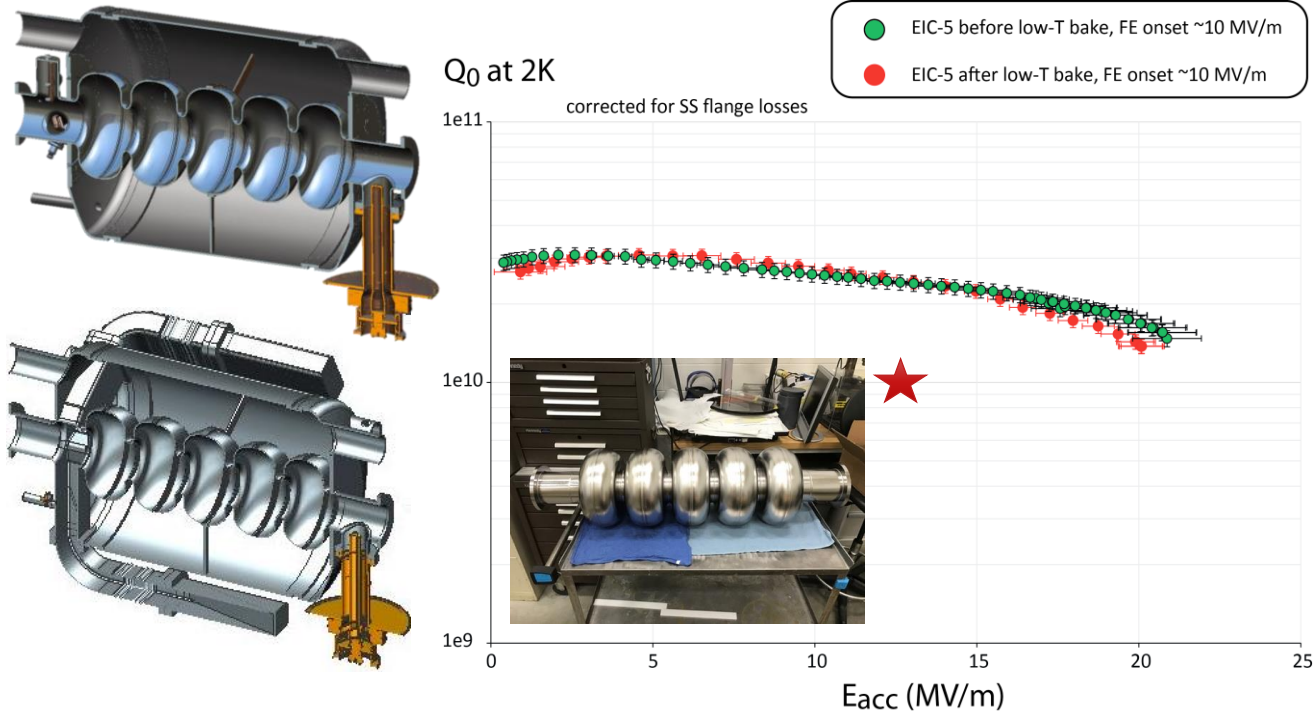 EIC-5 before low-T bake, FE onset ~10 MV/m
EIC-5 after low-T bake, FE onset ~10 MV/m
Q0 at 2K
corrected for SS flange losses
1e11
1e10
1e9
0
5
10
15
20
25
Eacc (MV/m)